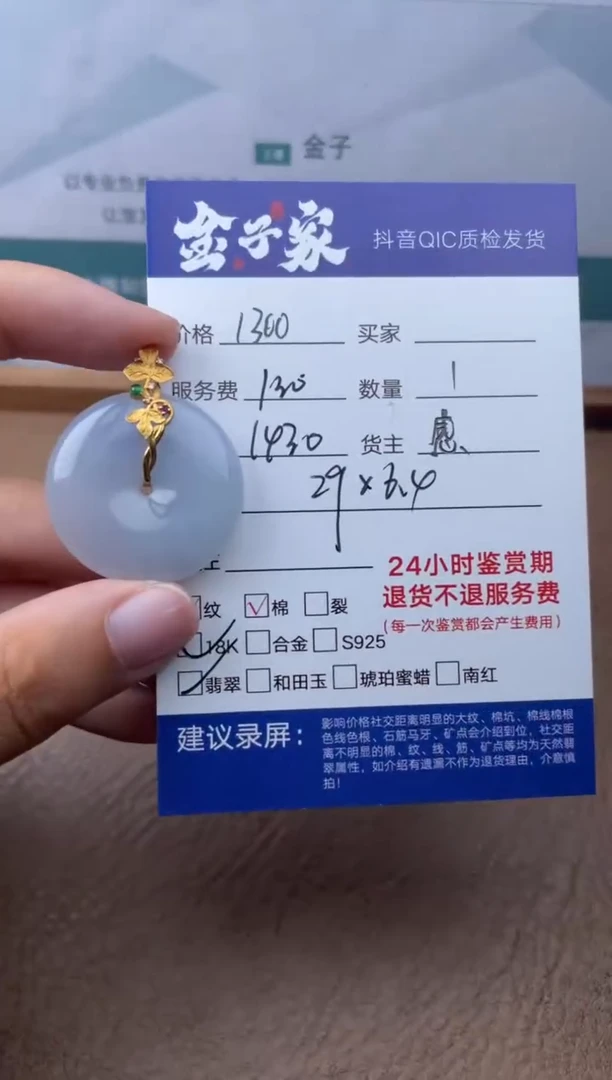 金子
金子家 抖音QIC质检发货
价格 1300 买家
服务费 130 数量 1
1430 货主
29×6.4
24小时鉴赏期
退货不退服务费
(每一次鉴赏都会产生费用)
纹 棉 裂
18K 合金 S925
翡翠 和田玉 琥珀蜜蜡 南红
建议录屏：
影响价格社交距离明显的大纹、棉坑、棉线棉根
色线色根、石筋马牙、矿点会介绍到位，社交距
离不明显的棉、纹、线、筋、矿点等均为天然翡
翠属性，如介绍有遗漏不作为退货理由，介意慎
拍！